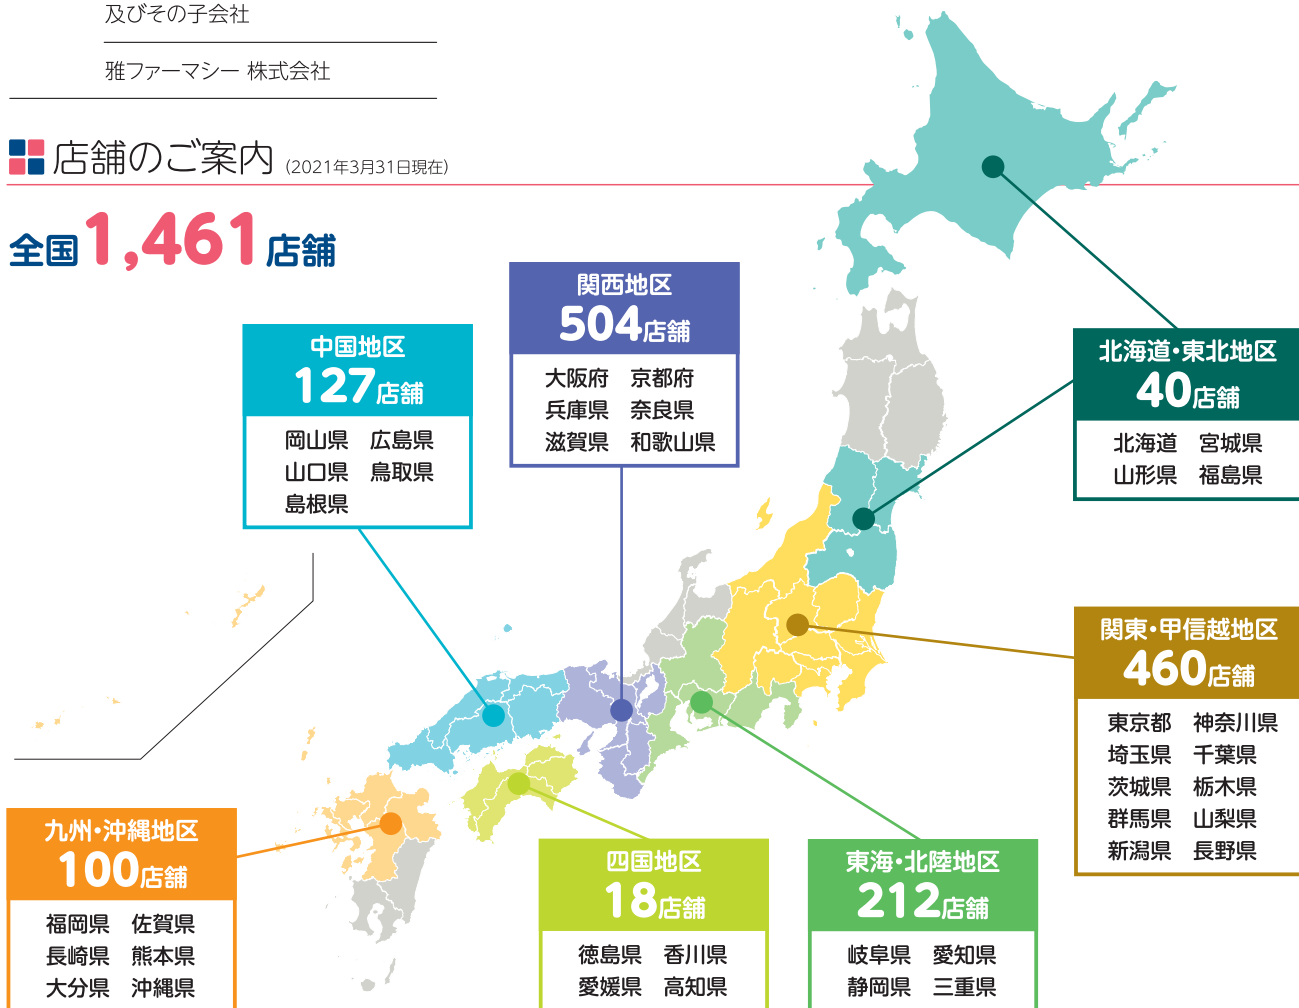 及びその子会社
雅ファーマシー 株式会社
店舗のご案内 (2021年3月31日現在)
全国1,461店舗
関西地区
504店舗
大阪府 京都府
兵庫県 奈良県
滋賀県 和歌山県
中国地区
127店舗
岡山県 広島県
山口県 鳥取県
島根県
北海道・東北地区
40店舗
北海道 宮城県
山形県 福島県
関東・甲信越地区
460店舗
東京都 神奈川県
埼玉県 千葉県
茨城県 栃木県
群馬県 山梨県
新潟県 長野県
九州・沖縄地区
100店舗
福岡県 佐賀県
長崎県 熊本県
大分県 沖縄県
四国地区
18店舗
徳島県 香川県
愛媛県 高知県
東海・北陸地区
212店舗
岐阜県 愛知県
静岡県 三重県